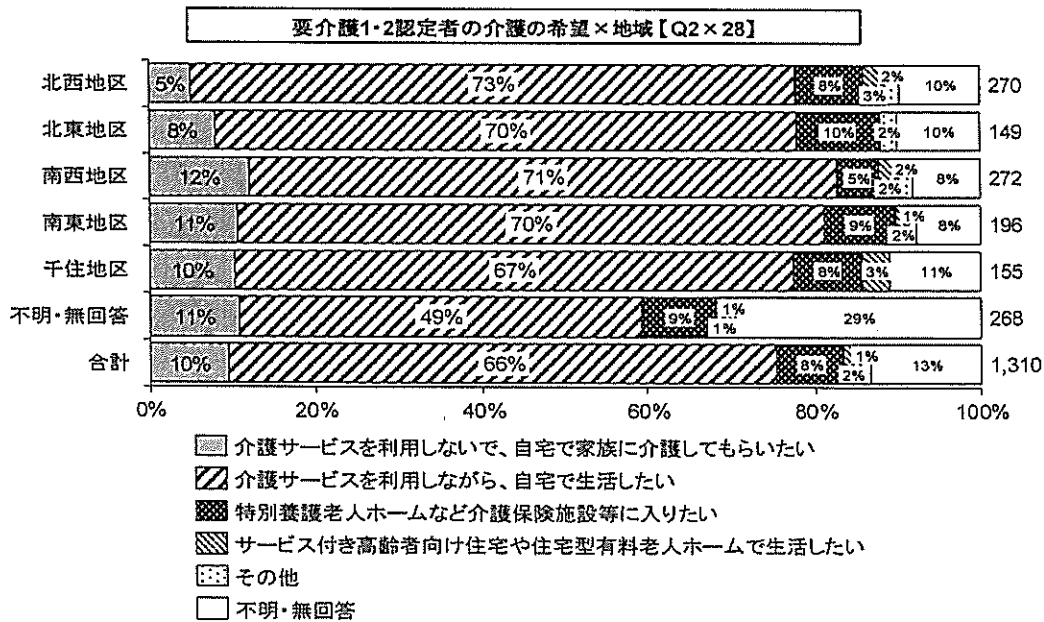 要介護1・2認定者の介護の希望×地域【Q2×28】
北西地区 5% 73% 8% 3% 2% 10% 270
北東地区 8% 70% 10% 2% 10% 149
南西地区 12% 71% 5% 2% 2% 8% 272
南東地区 11% 70% 9% 1% 2% 8% 196
千住地区 10% 67% 8% 3% 11% 155
不明・無回答 11% 49% 9% 1% 1% 29% 268
合計 10% 66% 8% 1% 2% 13% 1,310
0% 20% 40% 60% 80% 100%
介護サービスを利用しないで、自宅で家族に介護してもらいたい
介護サービスを利用しながら、自宅で生活したい
特別養護老人ホームなど介護保険施設等に入りたい
サービス付き高齢者向け住宅や住宅型有料老人ホームで生活したい
その他
不明・無回答